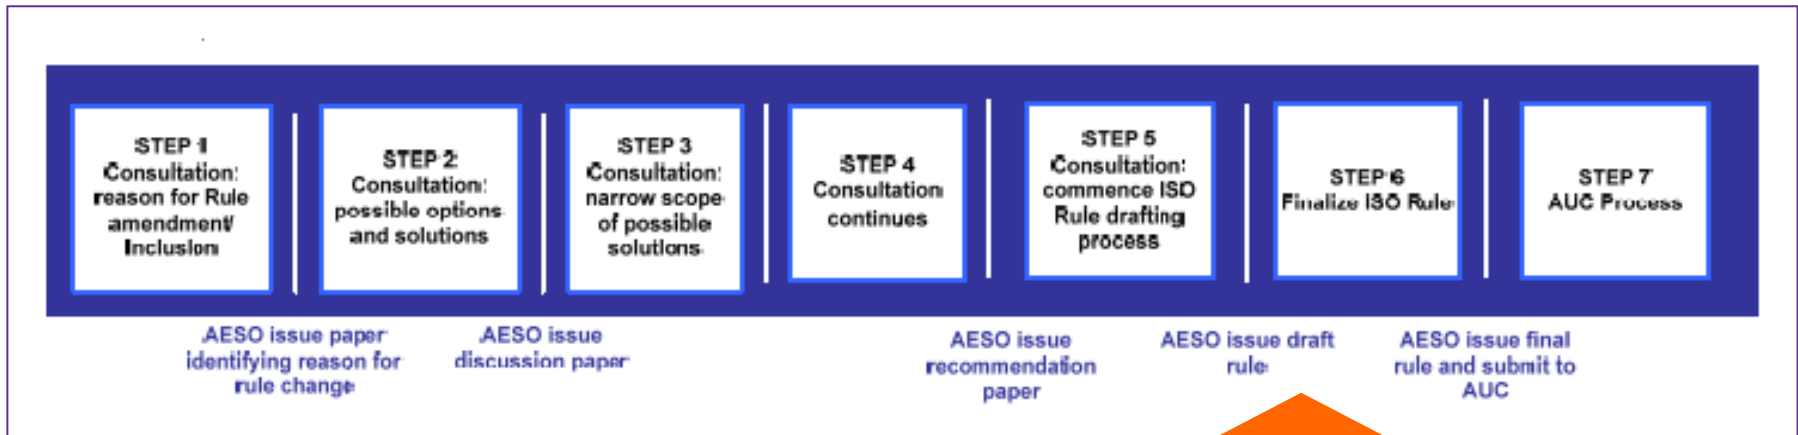 STEP 1
Consultation:
reason for Rule
amendment/
Inclusion
STEP 2
Consultation:
possible options
and solutions
STEP 3
Consultation:
narrow scope
of possible
solutions
STEP 4
Consultation
continues
STEP 5
Consultation:
commence ISO
Rule drafting
process
STEP 6
Finalize ISO Rule
STEP 7
AUC Process
AESO issue paper
identifying reason for
rule change
AESO issue
discussion paper
AESO issue
recommendation
paper
AESO issue draft
rule
AESO issue final
rule and submit to
AUC